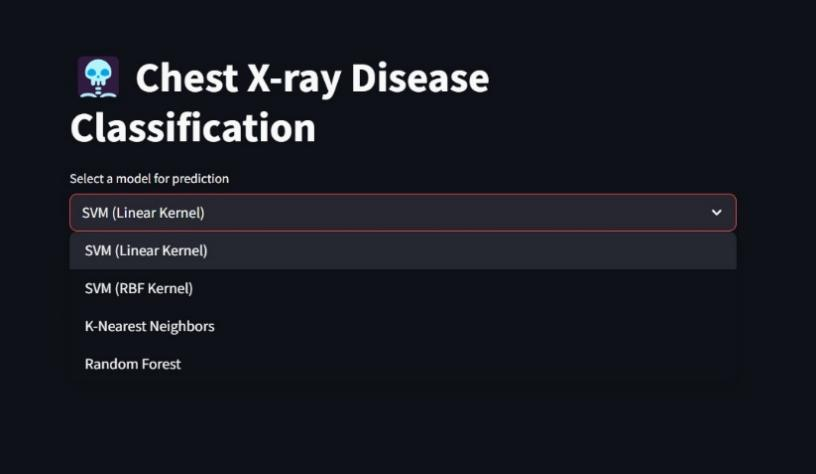 Chest X-ray Disease
Classification
Select a model for prediction
SVM (Linear Kernel)
SVM (Linear Kernel)
SVM (RBF Kernel)
K-Nearest Neighbors
Random Forest